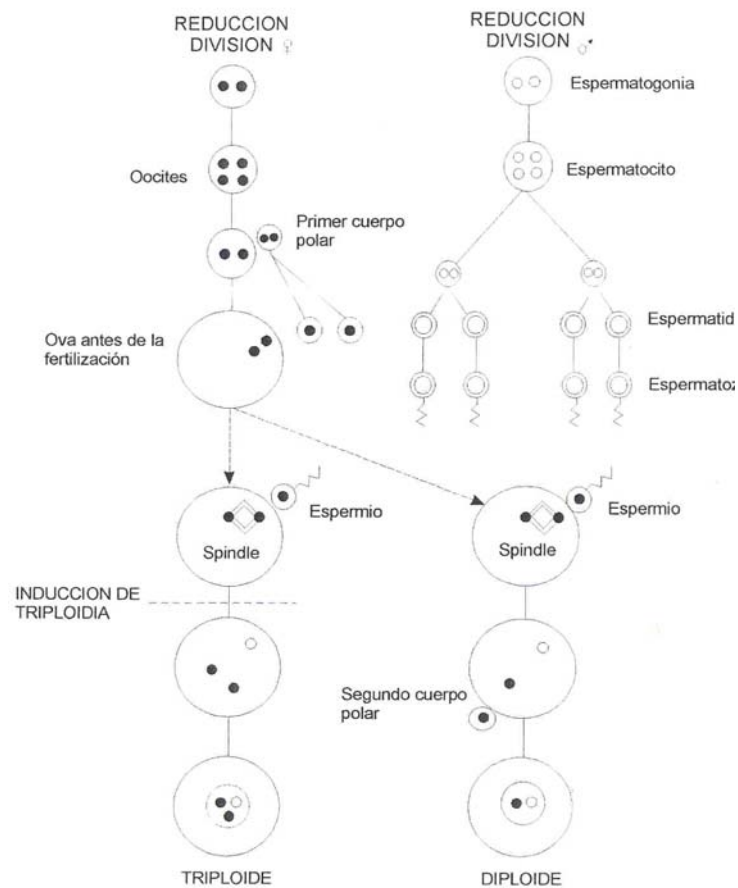 REDUCCION
DIVISION ♀
REDUCCION
DIVISION ♂
Espermatogonia
Oocites
Espermatocito
Primer cuerpo
polar
Ova antes de la
fertilización
Espermatid
Espermatoz
Espermio
Spindle
Espermio
Spindle
INDUCCION DE
TRIPLOIDIA
Segundo cuerpo
polar
TRIPLOIDE
DIPLOIDE